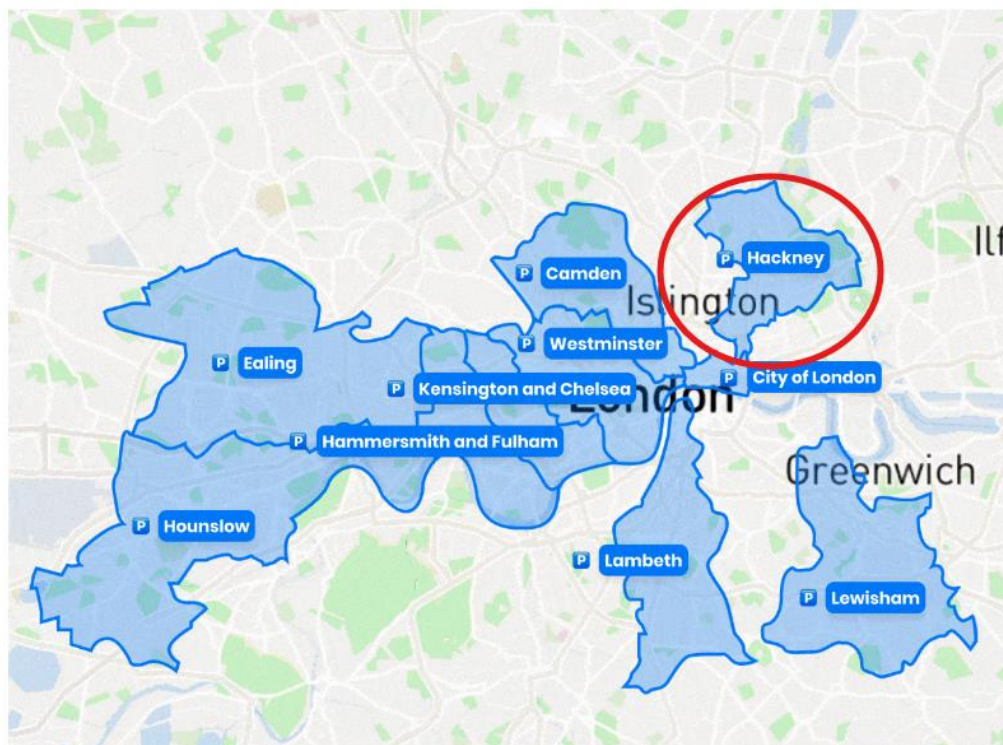 P Hackney
Ilf
P Camden
Islington
P Westminster
P Ealing
P City of London
P Kensington and Chelsea
London
P Hammersmith and Fulham
Greenwich
P Hounslow
P Lambeth
P Lewisham